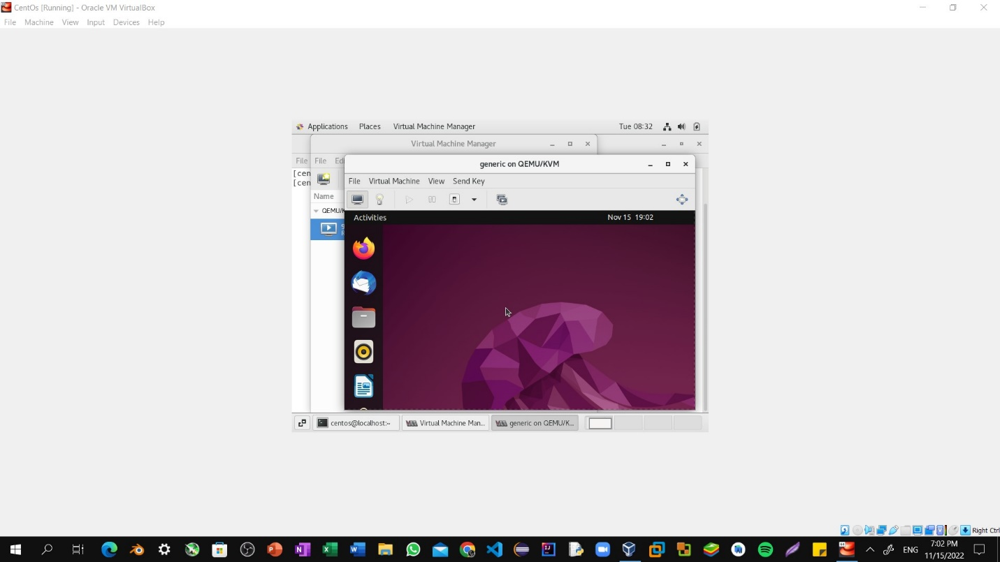 CentOs [Running] - Oracle VM VirtualBox
File Machine View Input Devices Help
Applications Places Virtual Machine Manager Tue 08:32
Virtual Machine Manager
File File Ed
generic on QEMU/KVM
[cen
[cen
File Virtual Machine View Send Key
Name
QEMU/K
Activities Nov 15 19:02
centos@localhost:~ Virtual Machine Man... generic on QEMU/K...
Right Ctrl
ENG 7:02 PM
11/15/2022